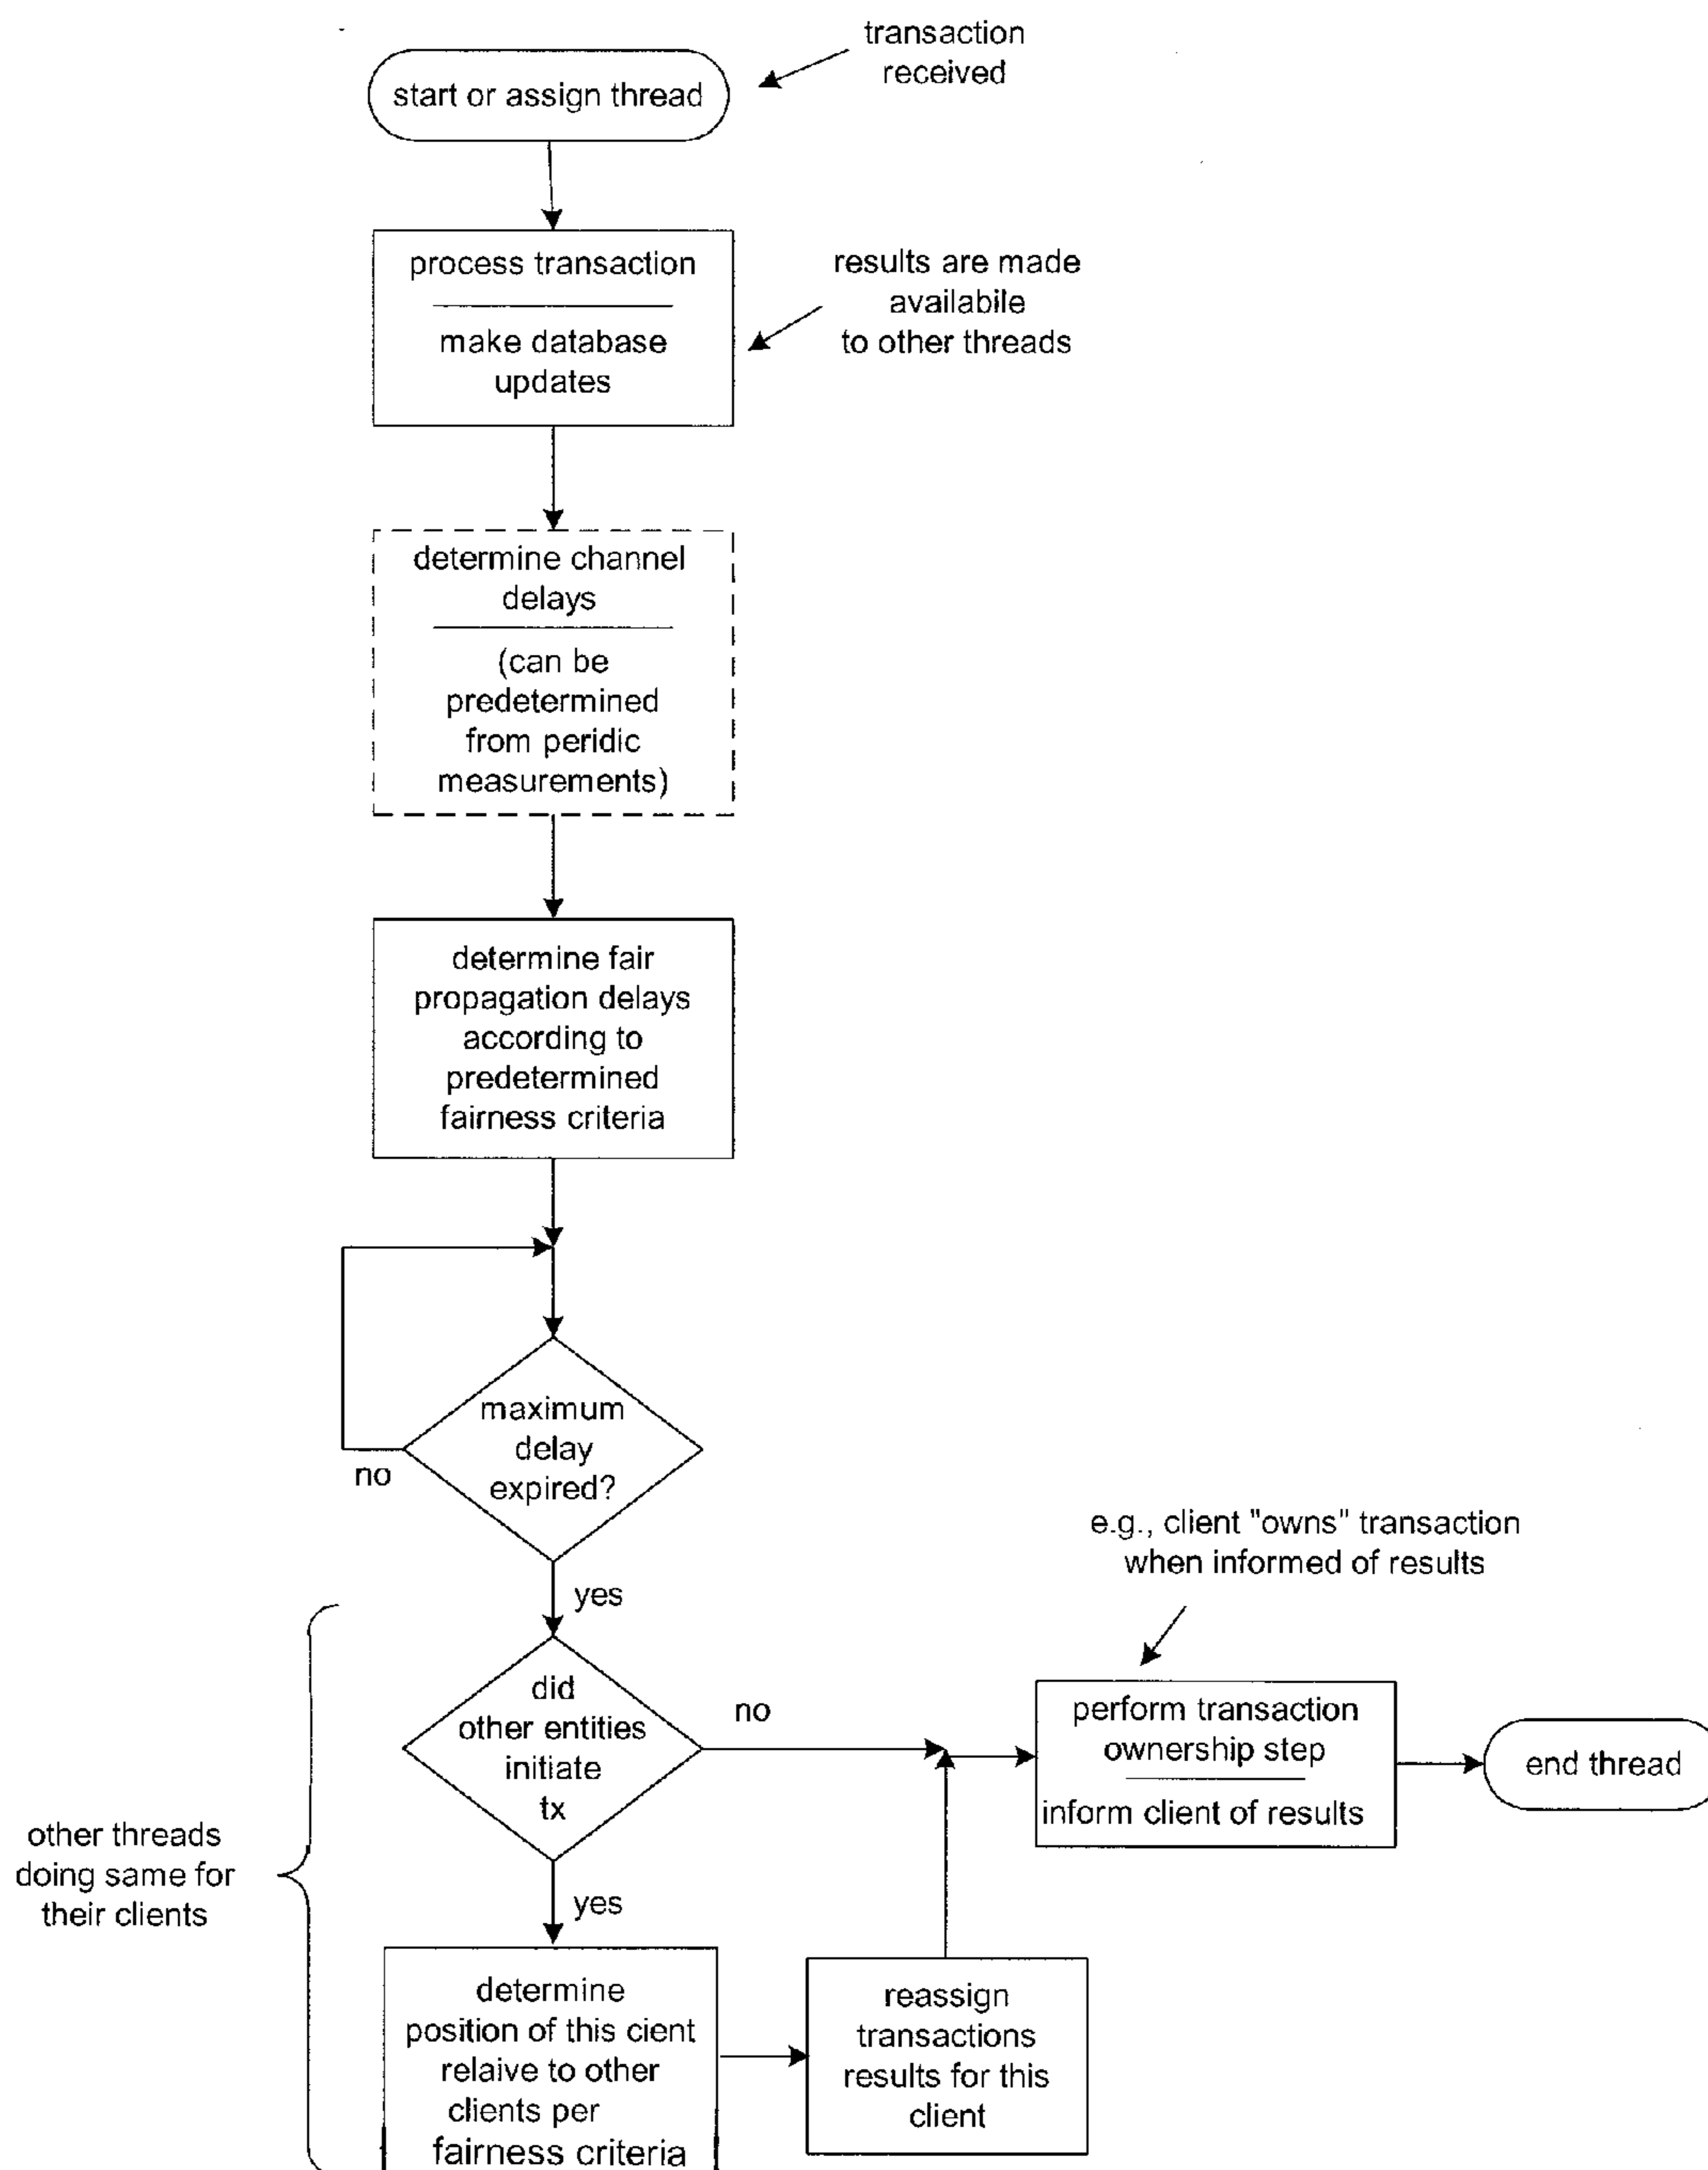 transaction
received
start or assign thread
process transaction
make database
updates
results are made
availabile
to other threads
determine channel
delays
(can be
predetermined
from peridic
measurements)
determine fair
propagation delays
according to
predetermined
fairness criteria
maximum
delay
expired?
no
yes
e.g., client "owns" transaction
when informed of results
did
other entities
initiate
tx
no
perform transaction
ownership step
inform client of results
end thread
other threads
doing same for
their clients
yes
determine
position of this cient
relaive to other
clients per
fairness criteria
reassign
transactions
results for this
client